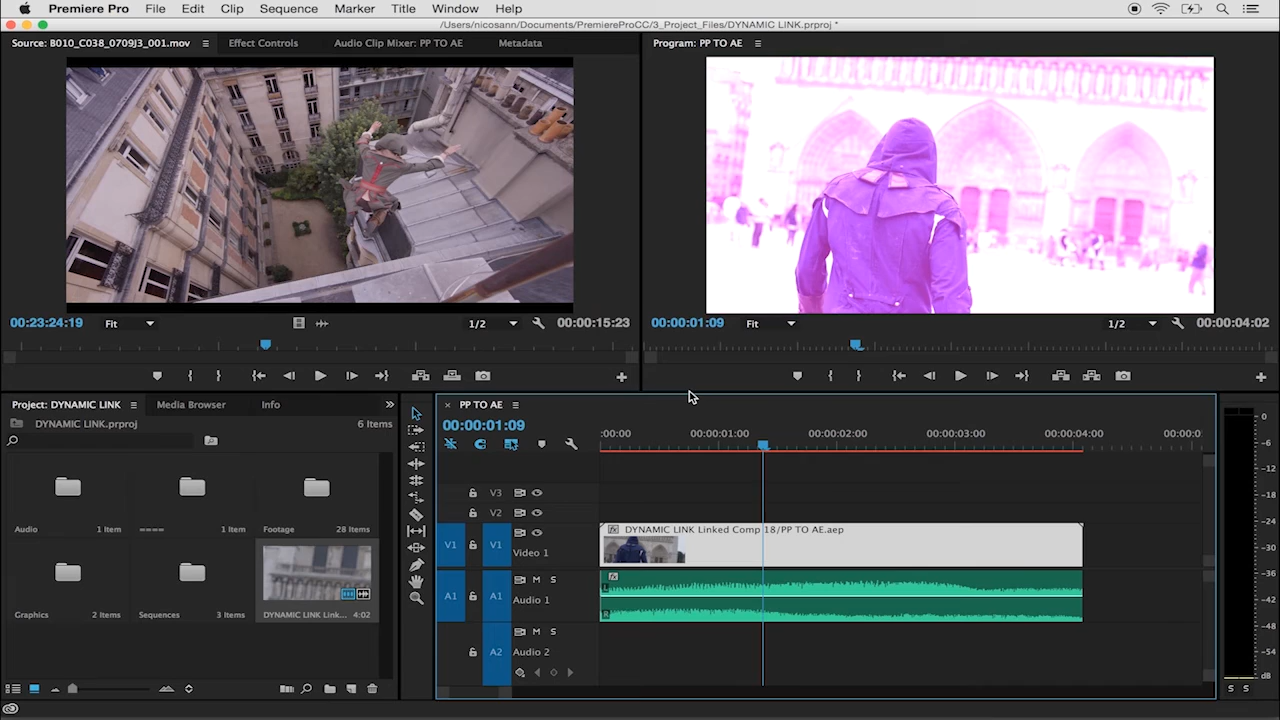 Premiere Pro File Edit Clip Sequence Marker Title Window Help
/Users/nicosann/Documents/PremiereProCC/3_Project_Files/DYNAMIC LINK.prproj *
Source: B010_C038_0709J3_001.mov Effect Controls Audio Clip Mixer: PP TO AE Metadata
Program: PP TO AE
00:23:24:19 Fit 1/2 00:00:15:23
00:00:01:09 Fit 1/2 00:00:04:02
Project: DYNAMIC LINK Media Browser Info
DYNAMIC LINK.prproj 6 Items
Audio 1 Item
---- 1 Item
Footage 28 Items
Graphics 2 Items
Sequences 3 Items
DYNAMIC LINK Link... 4:02
× PP TO AE
00:00:01:09
:00:00 00:00:01:00 00:00:02:00 00:00:03:00 00:00:04:00 00:00:0
V3
V2
V1 V1 Video 1
fx DYNAMIC LINK Linked Comp 18/PP TO AE.aep
A1 A1 M S Audio 1
fx
L
R
A2 M S Audio 2
0
-6
-12
-18
-24
-30
-36
-42
-48
-54
dB
S S